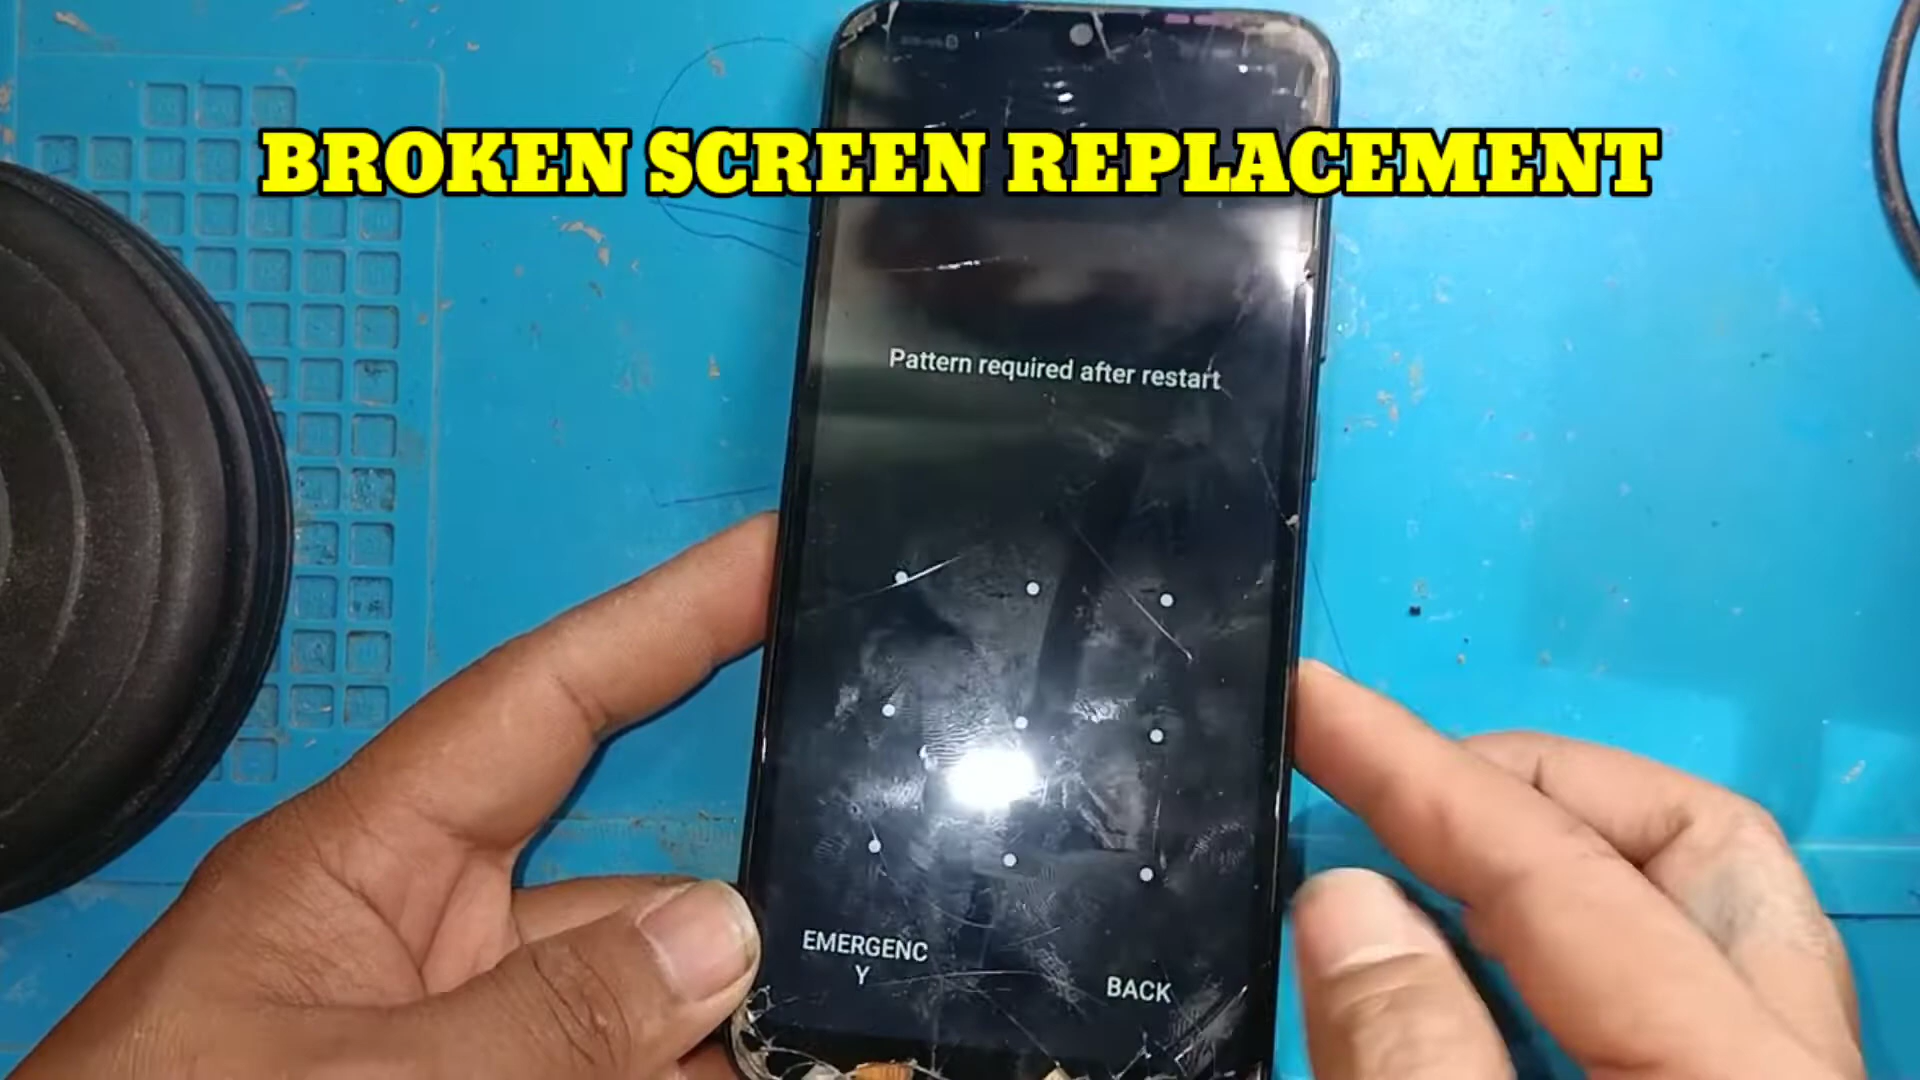 BROKEN SCREEN REPLACEMENT
Pattern required after restart
EMERGENC
Y
BACK